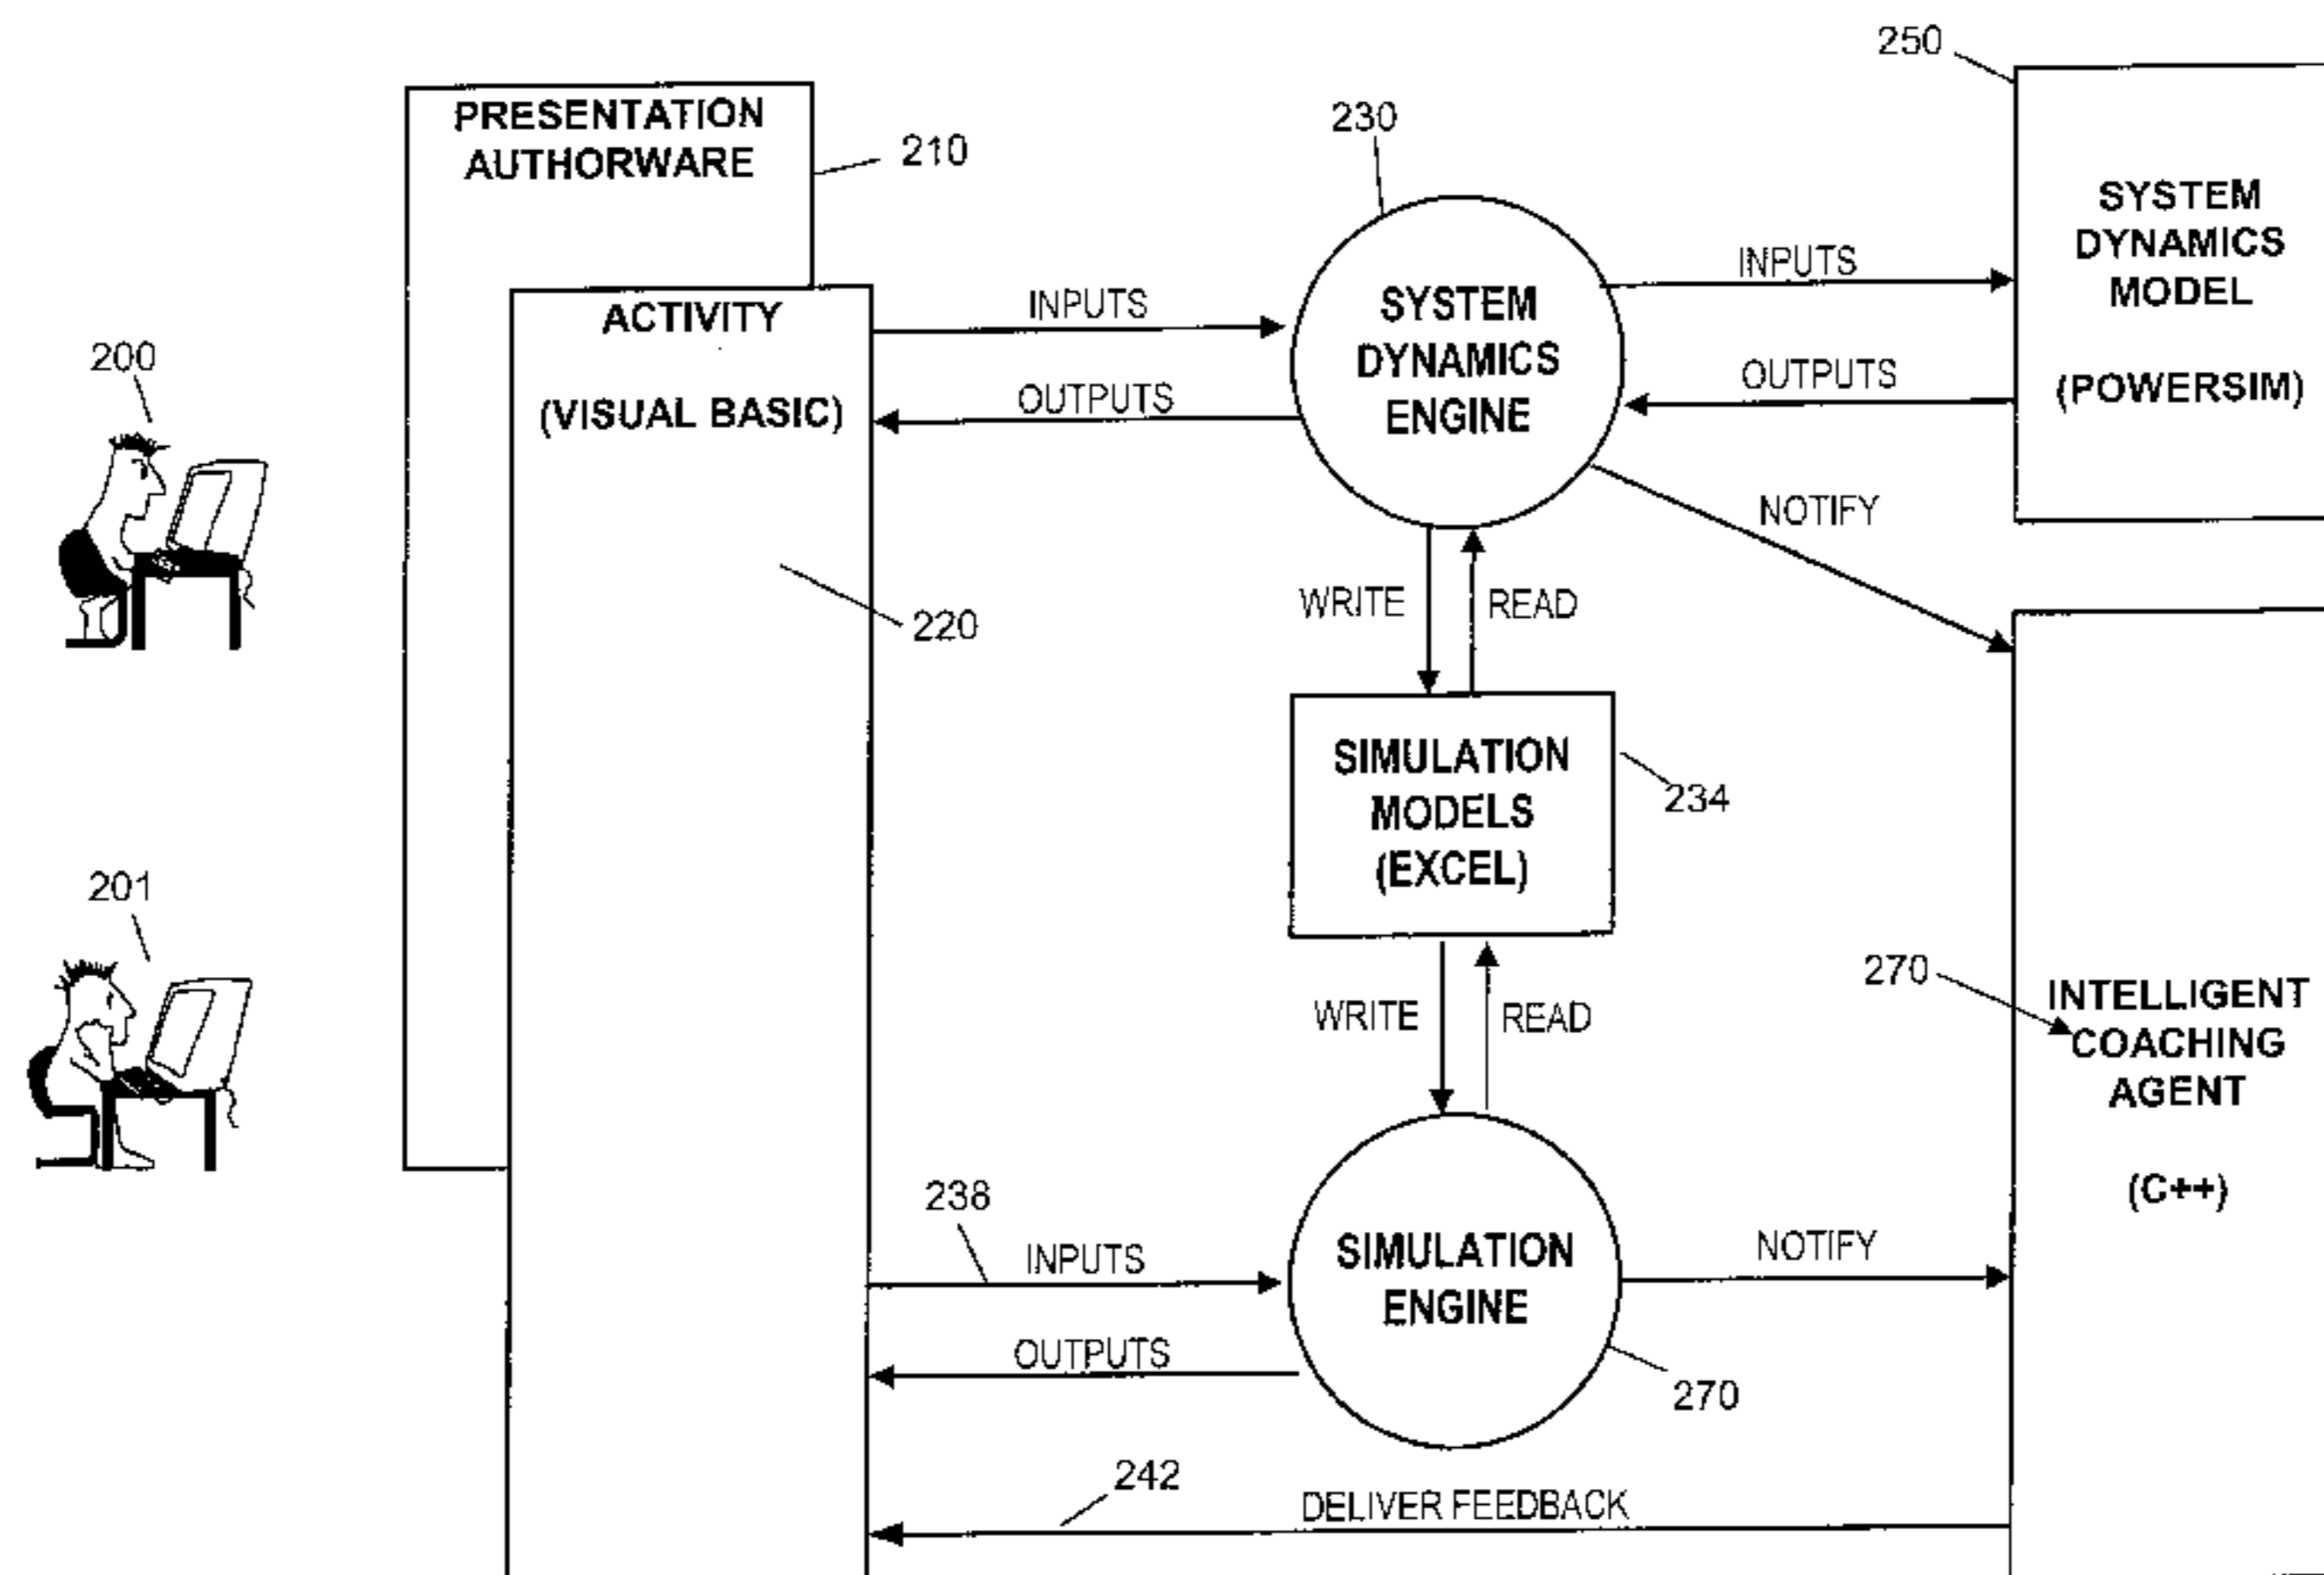 250
PRESENTATION
AUTHORWARE
210
230
SYSTEM
DYNAMICS
MODEL
(POWERSIM)
INPUTS
OUTPUTS
ACTIVITY
(VISUAL BASIC)
INPUTS
OUTPUTS
SYSTEM
DYNAMICS
ENGINE
200
NOTIFY
220
WRITE
READ
SIMULATION
MODELS
(EXCEL)
234
201
WRITE
READ
270
INTELLIGENT
COACHING
AGENT
(C++)
238
INPUTS
OUTPUTS
SIMULATION
ENGINE
NOTIFY
270
242
DELIVER FEEDBACK